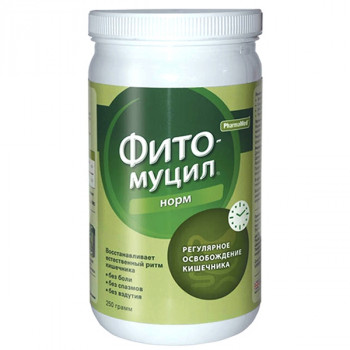 PharmaMed®
Фито-
муцил®
норм
РЕГУЛЯРНОЕ
ОСВОБОЖДЕНИЕ
КИШЕЧНИКА
Восстанавливает
естественный ритм
кишечника
• без боли
• без спазмов
• без вздутия
250 грамм